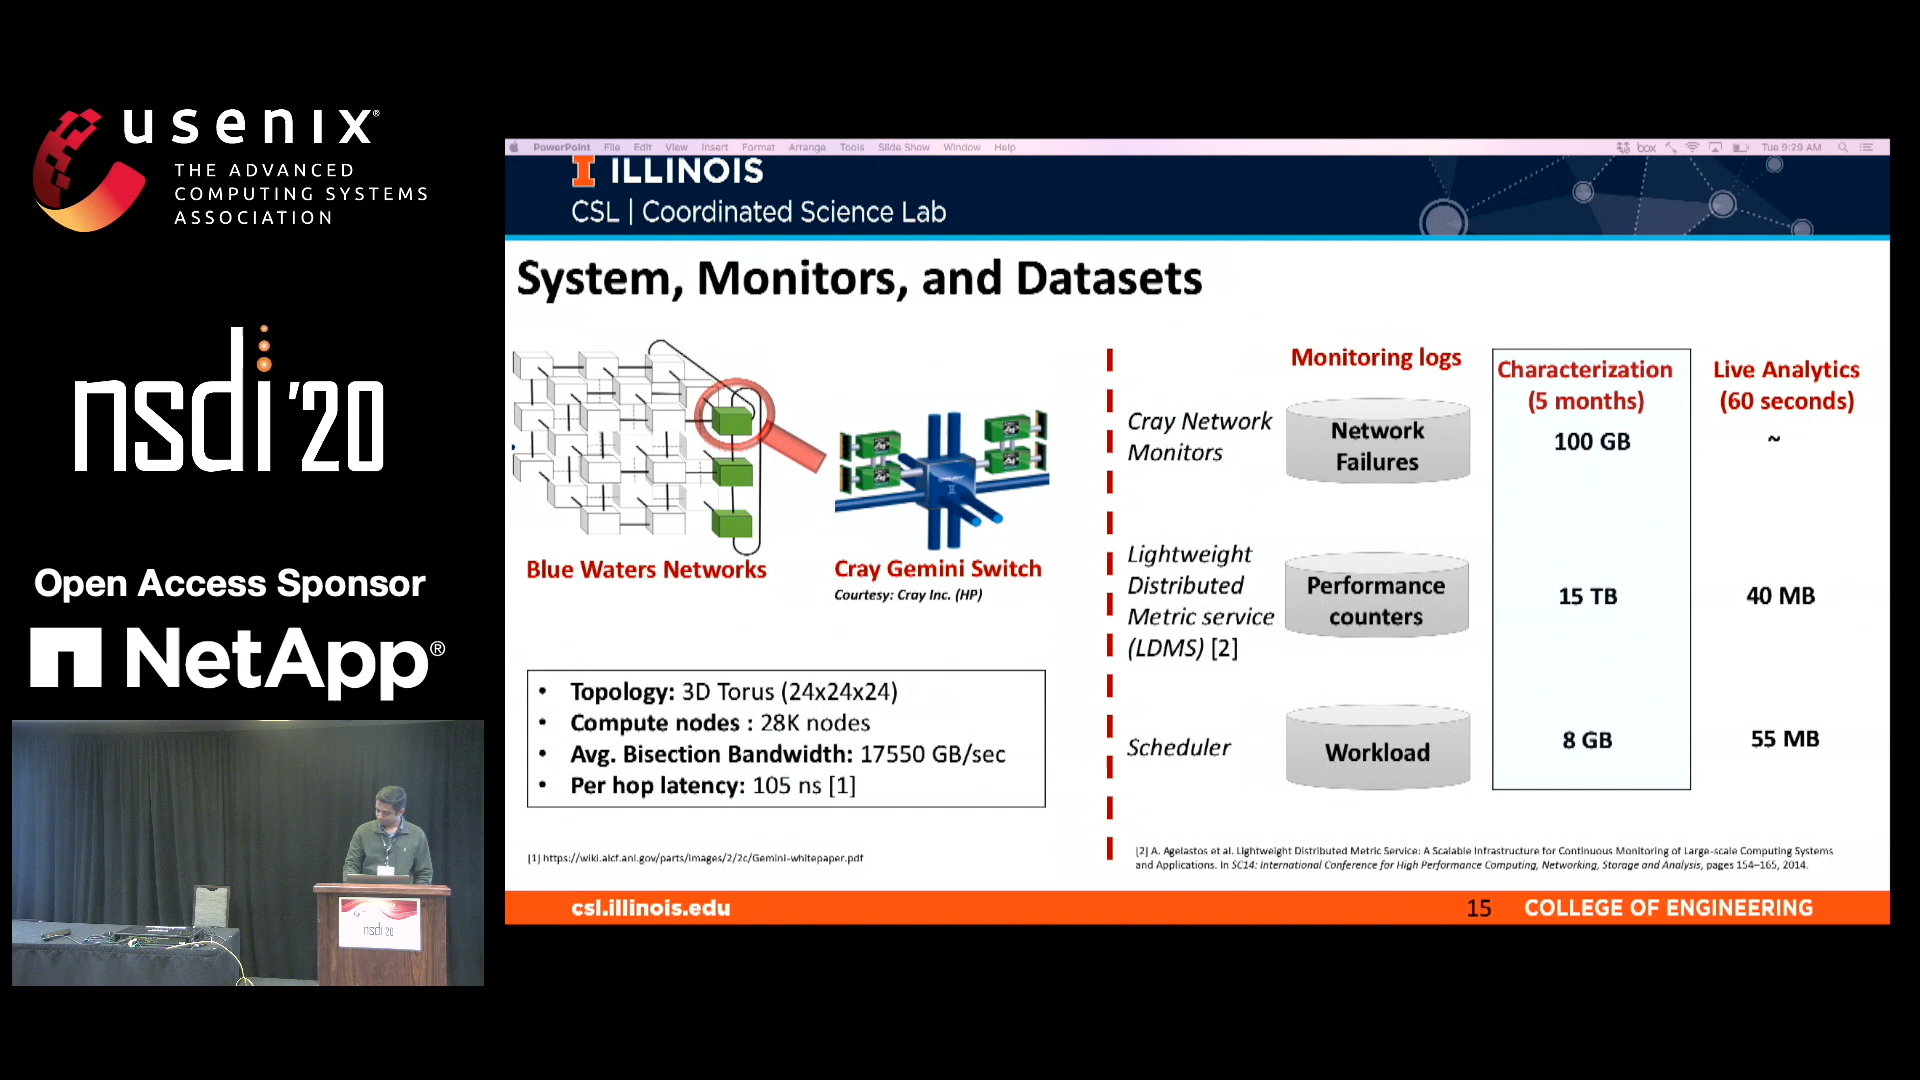 usenix®
THE ADVANCED
COMPUTING SYSTEMS
ASSOCIATION
nsdi '20
Open Access Sponsor
NetApp®
nsdi '20
PowerPoint File Edit View Insert Format Arrange Tools Slide Show Window Help
box Tue 9:29 AM
I ILLINOIS
CSL | Coordinated Science Lab
System, Monitors, and Datasets
Blue Waters Networks
Cray Gemini Switch
Courtesy: Cray Inc. (HP)
• Topology: 3D Torus (24x24x24)
• Compute nodes : 28K nodes
• Avg. Bisection Bandwidth: 17550 GB/sec
• Per hop latency: 105 ns [1]
[1] https://wiki.alcf.anl.gov/parts/images/2/2c/Gemini-whitepaper.pdf
Monitoring logs
Characterization
(5 months)
Live Analytics
(60 seconds)
Cray Network
Monitors
Network
Failures
100 GB
~
Lightweight
Distributed
Metric service
(LDMS) [2]
Performance
counters
15 TB
40 MB
Scheduler
Workload
8 GB
55 MB
[2] A. Agelastos et al. Lightweight Distributed Metric Service: A Scalable Infrastructure for Continuous Monitoring of Large-scale Computing Systems
and Applications. In SC14: International Conference for High Performance Computing, Networking, Storage and Analysis, pages 154–165, 2014.
csl.illinois.edu
15
COLLEGE OF ENGINEERING